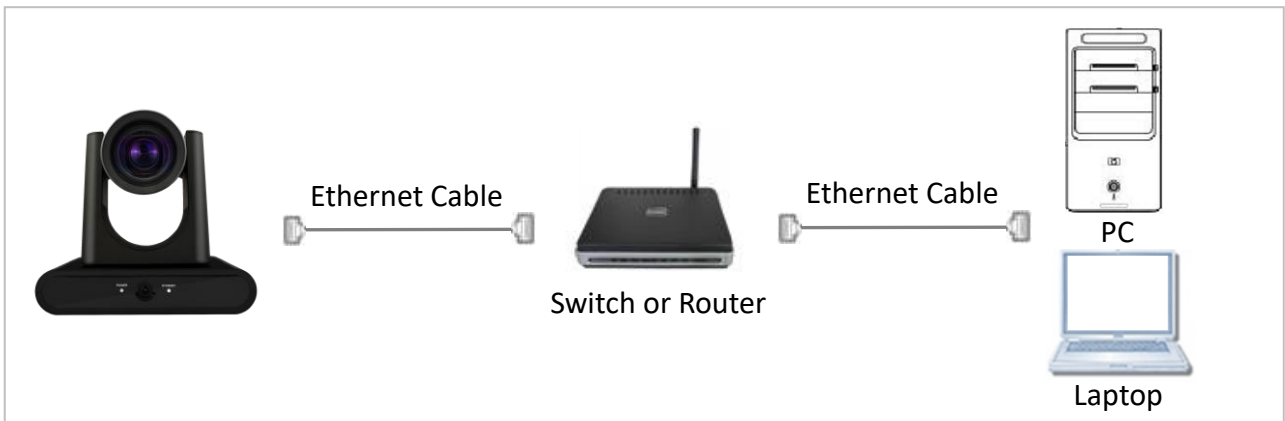 Ethernet Cable
Switch or Router
Ethernet Cable
PC
Laptop